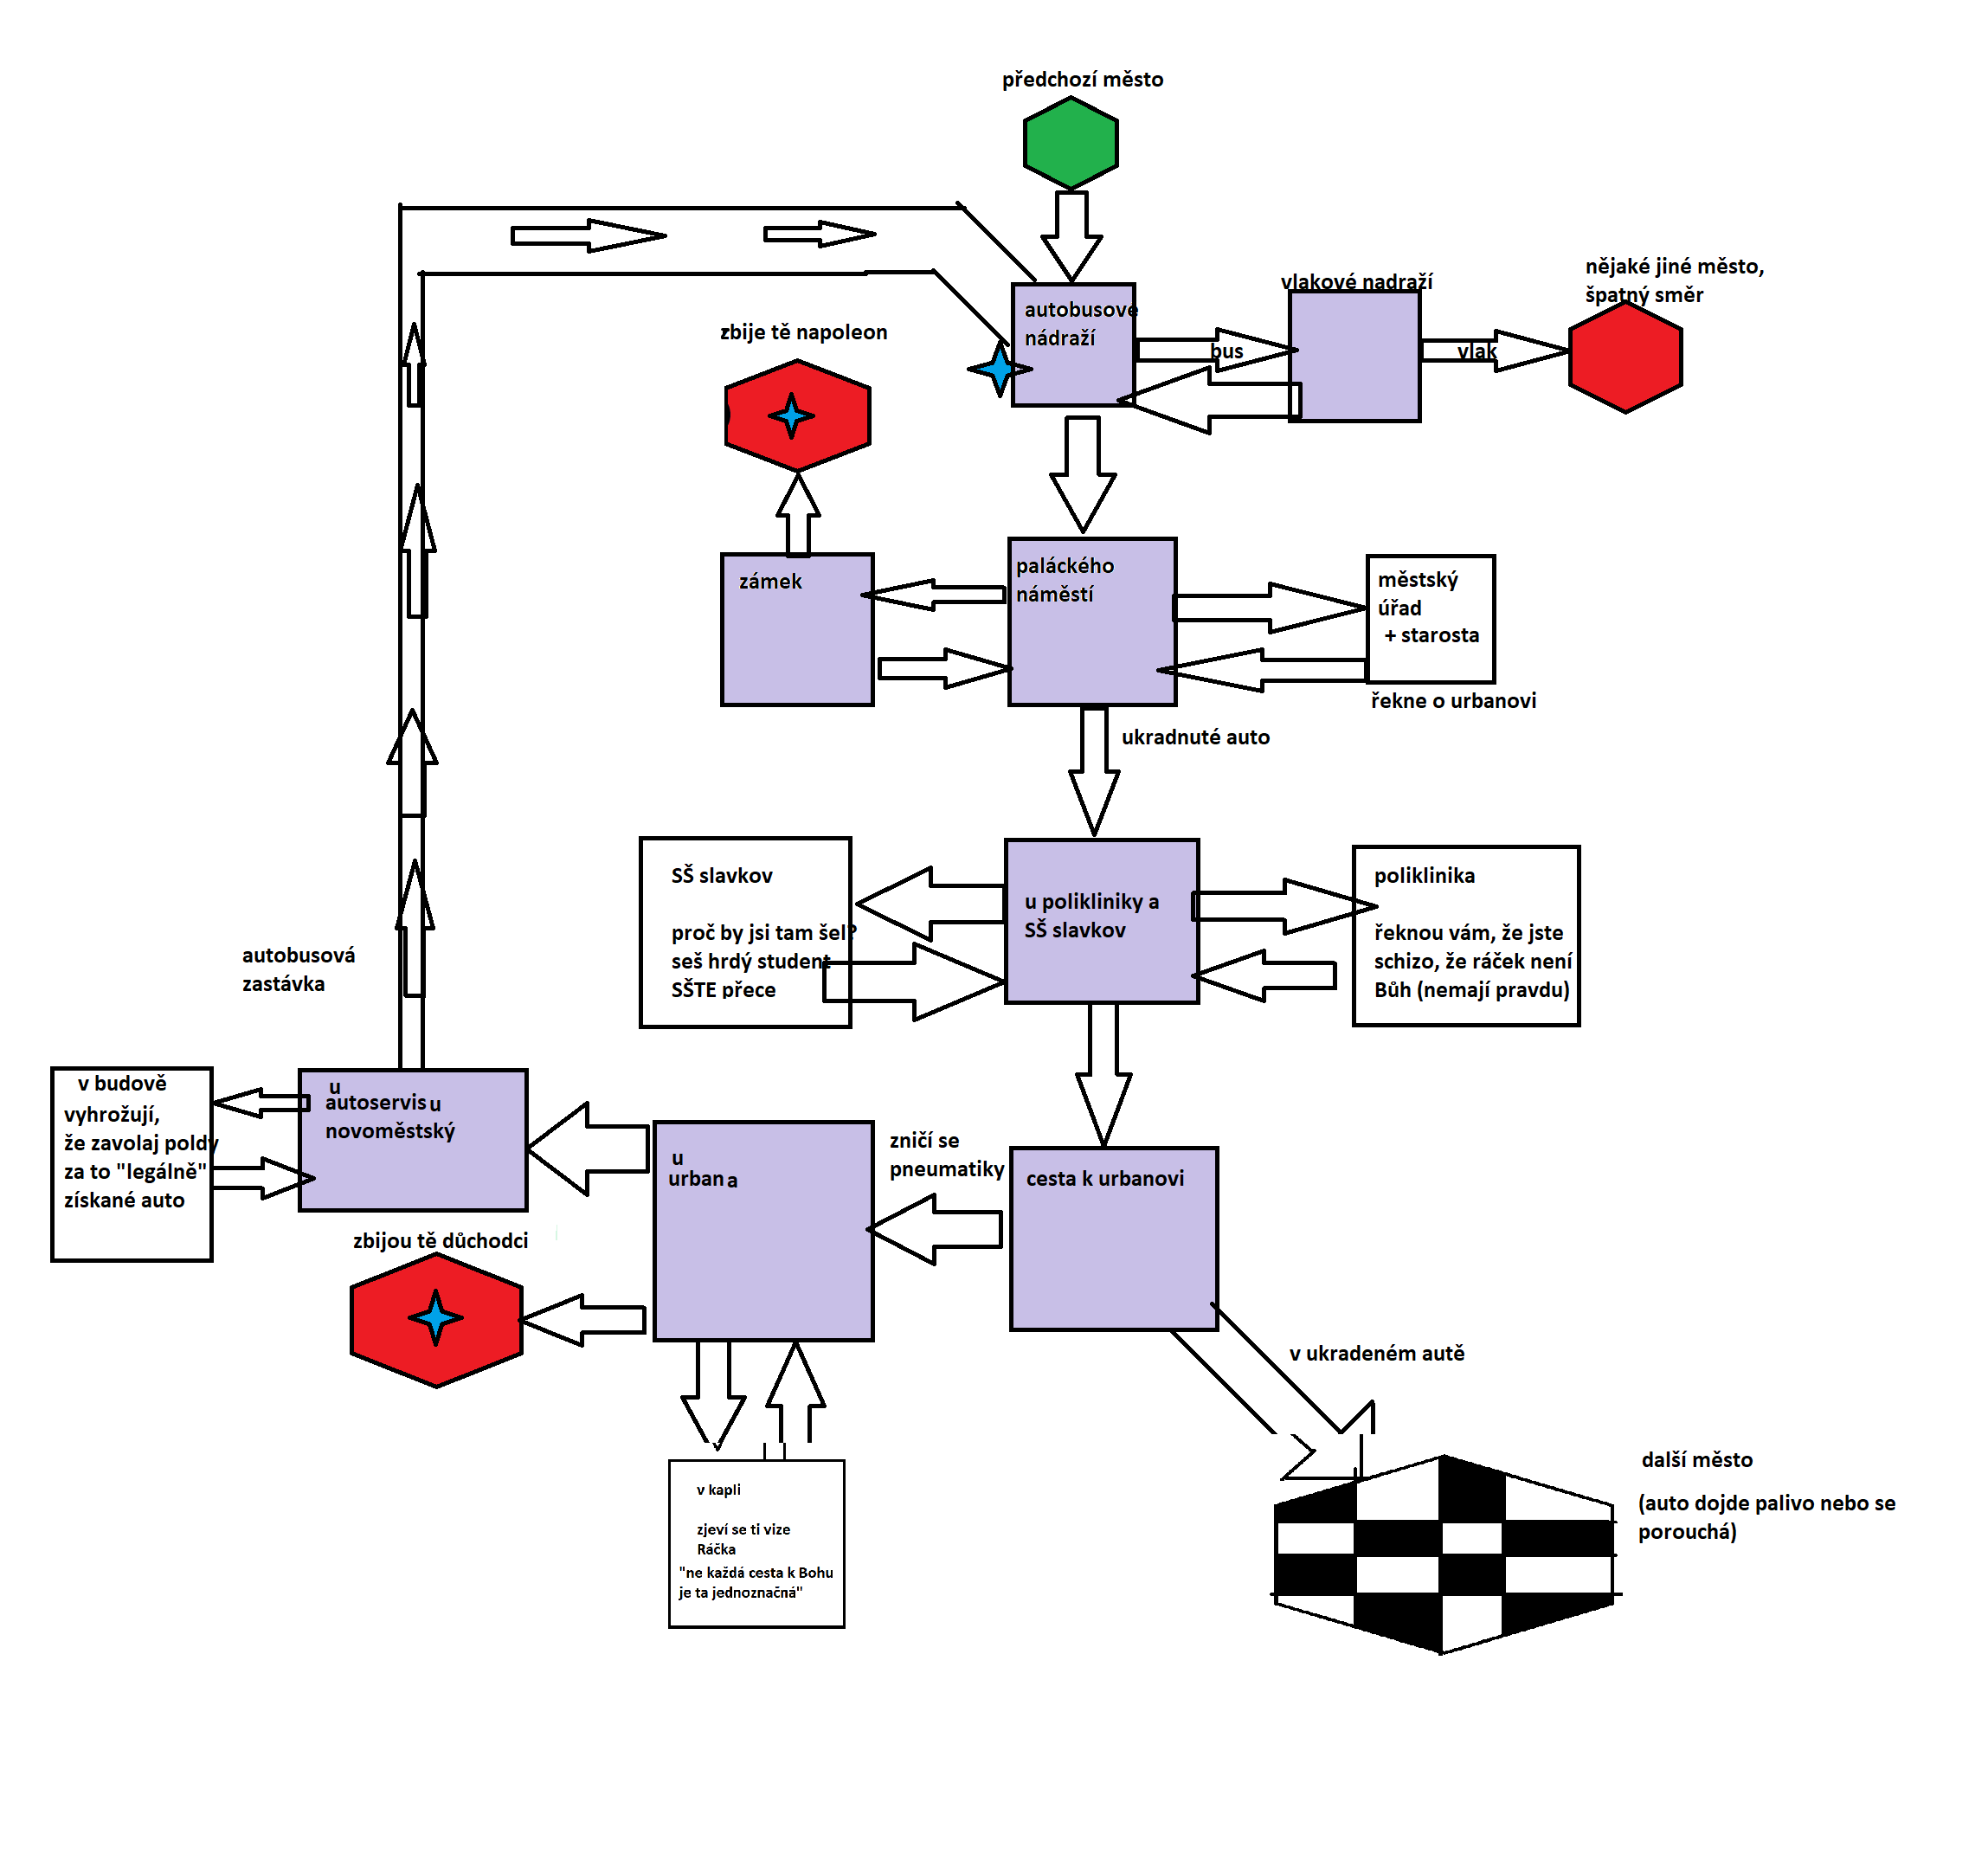 předchozí město
nějaké jiné město,
špatný směr
vlakové nadraží
autobusove
nádraží
bus
vlak
zbije tě napoleon
zámek
paláckého
náměstí
městský
úřad
+ starosta
řekne o urbanovi
ukradnuté auto
SŠ slavkov
proč by jsi tam šel?
seš hrdý student
SŠTE přece
u polikliniky a
SŠ slavkov
poliklinika
řeknou vám, že jste
schizo, že ráček není
Bůh (nemají pravdu)
autobusová
zastávka
v budově
vyhrožují,
že zavolaj poldy
za to "legálně"
získané auto
u
autoservis u
novoměstský
zbijou tě důchodci
u
urban a
zničí se
pneumatiky
cesta k urbanovi
v ukradeném autě
další město
(auto dojde palivo nebo se
porouchá)
v kapli
zjeví se ti vize
Ráčka
"ne každá cesta k Bohu
je ta jednoznačná"